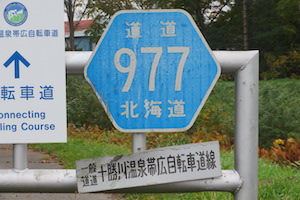 温泉帯広自転車道
転車道
onnecting
ling Course
道道
977
北海道
一般
道道
十勝川温泉帯広自転車道線